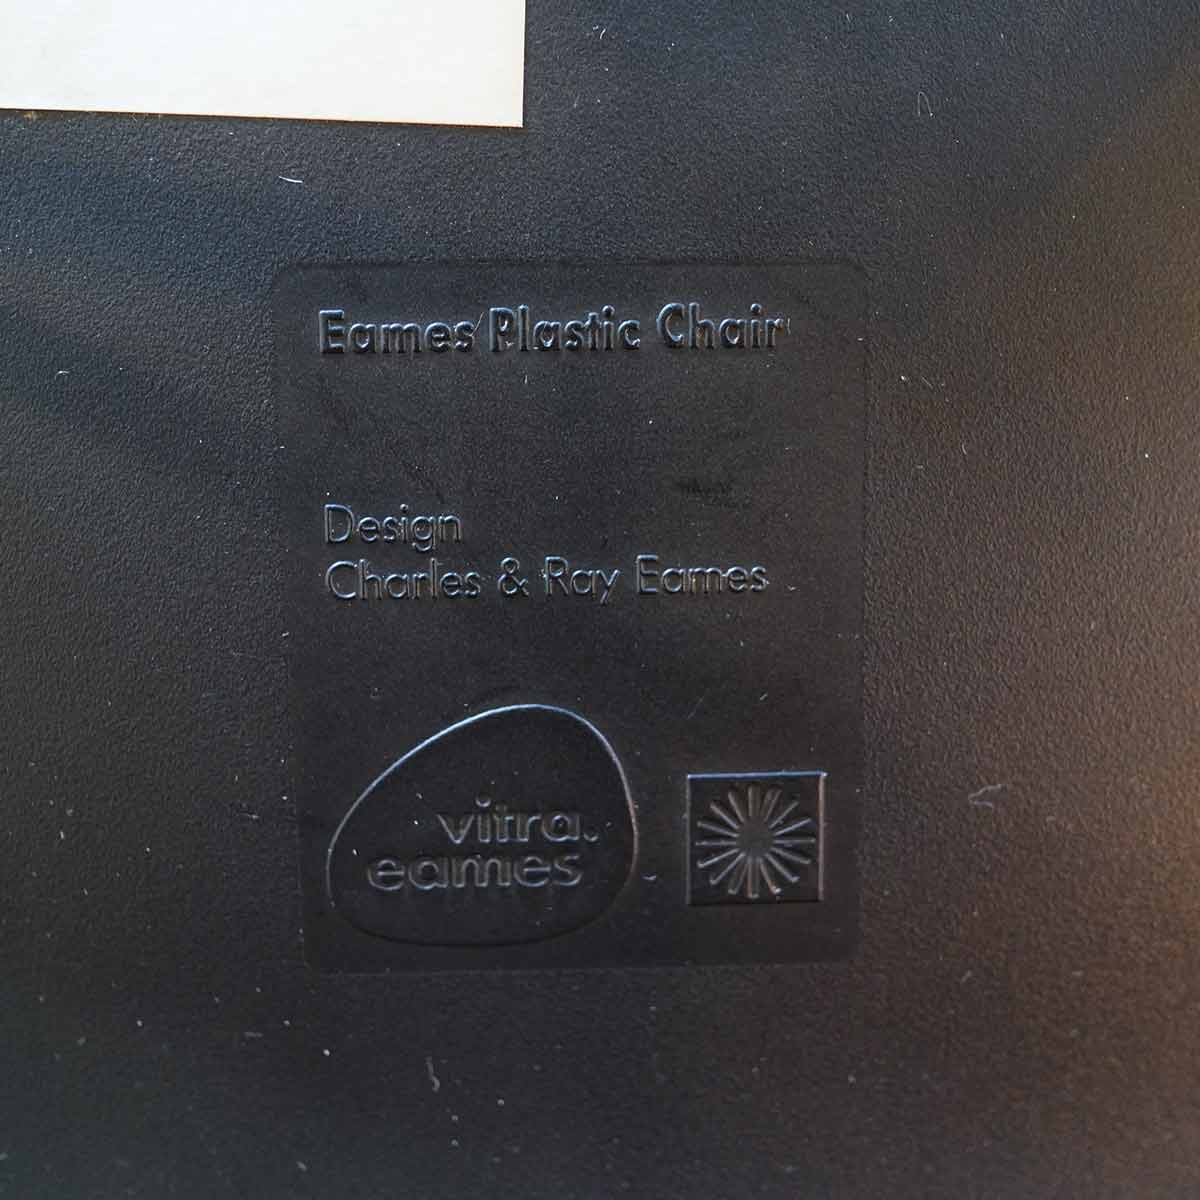 Eames Plastic Chair
Design
Charles & Ray Eames
vitra.
eames